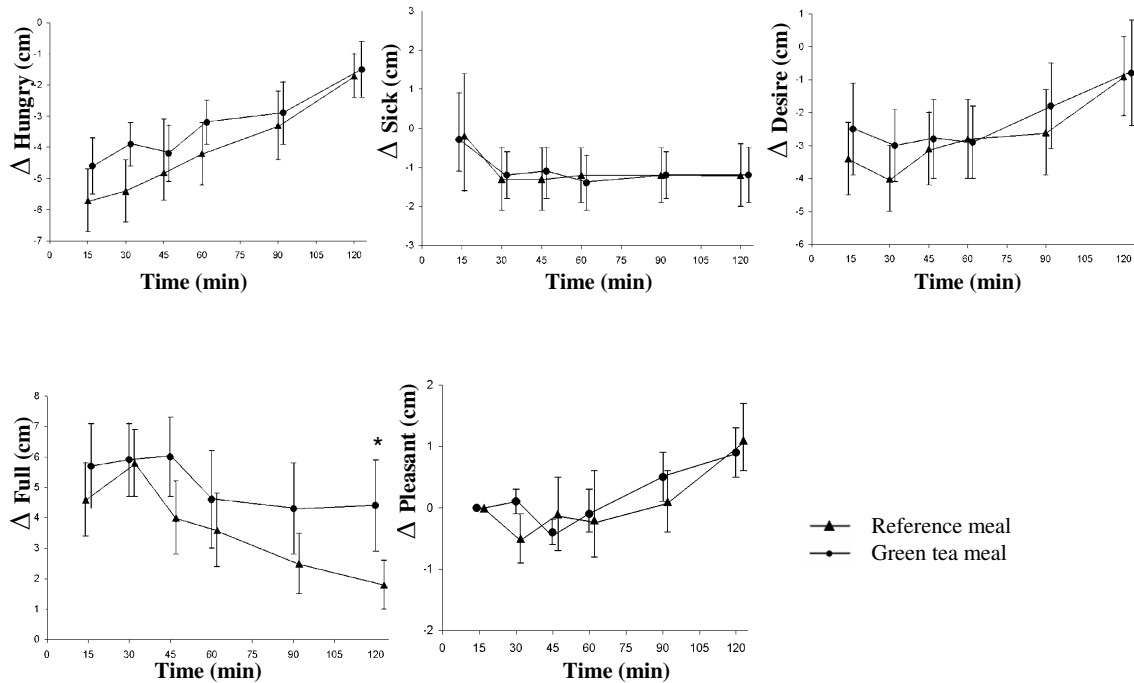 Δ Hungry (cm)
0
-1
-2
-3
-4
-5
-6
-7
0 15 30 45 60 75 90 105 120
Time (min)
Δ Sick (cm)
3
2
1
0
-1
-2
-3
0 15 30 45 60 75 90 105 120
Time (min)
Δ Desire (cm)
1
0
-1
-2
-3
-4
-5
-6
0 15 30 45 60 75 90 105 120
Time (min)
Δ Full (cm)
8
7
6
5
4
3
2
1
0
*
0 15 30 45 60 75 90 105 120
Time (min)
Δ Pleasant (cm)
2
1
0
-1
-2
0 15 30 45 60 75 90 105 120
Time (min)
Reference meal
Green tea meal